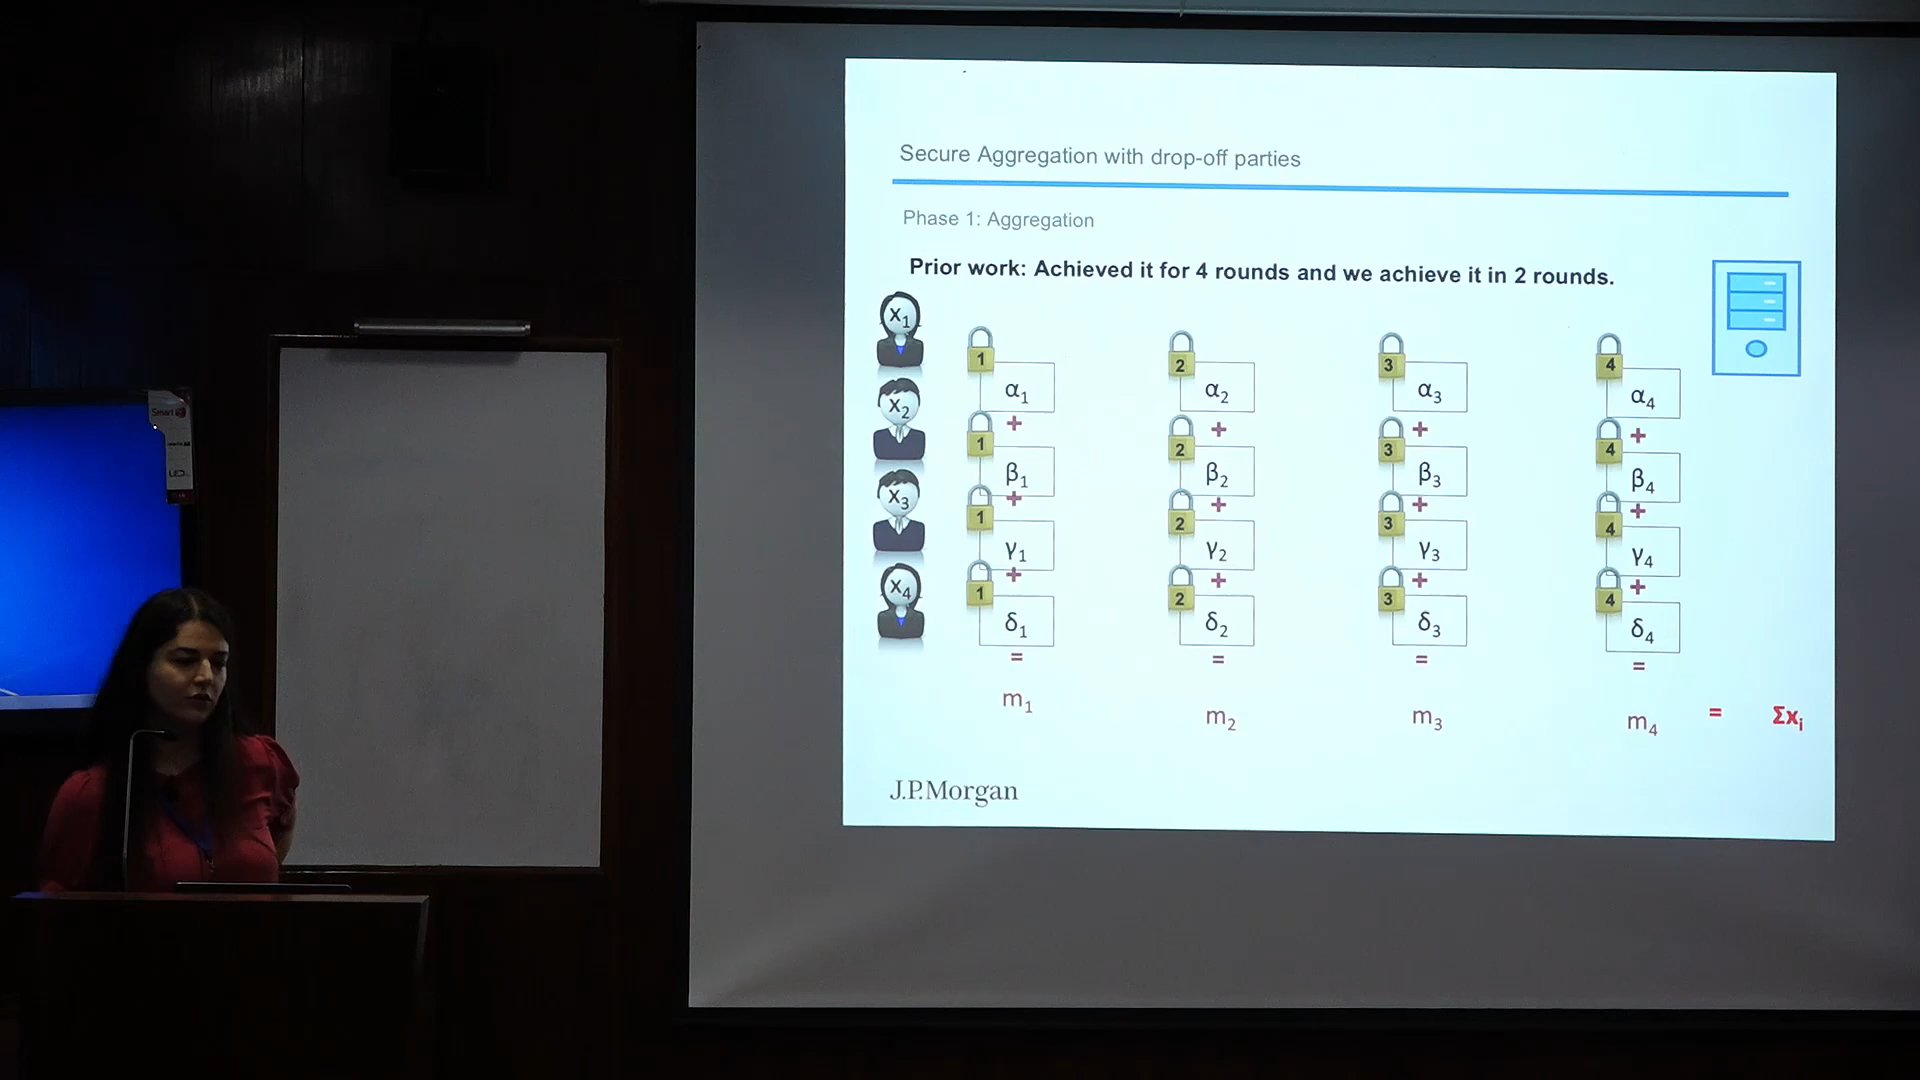 Secure Aggregation with drop-off parties
Phase 1: Aggregation
Prior work: Achieved it for 4 rounds and we achieve it in 2 rounds.
x₁
1 2 3 4
α₁ α₂ α₃ α₄
+ + + +
x₂
1 2 3 4
β₁ β₂ β₃ β₄
+ + + +
x₃
1 2 3 4
γ₁ γ₂ γ₃ γ₄
+ + + +
x₄
1 2 3 4
δ₁ δ₂ δ₃ δ₄
= = = =
m₁ m₂ m₃ m₄ = Σxᵢ
J.P.Morgan
Smart
LED